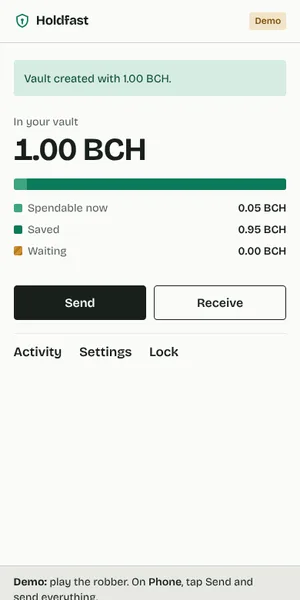 Holdfast
Demo
Vault created with 1.00 BCH.
In your vault
1.00 BCH
Spendable now 0.05 BCH
Saved 0.95 BCH
Waiting 0.00 BCH
Send Receive
Activity Settings Lock
Demo: play the robber. On Phone, tap Send and
send everything.